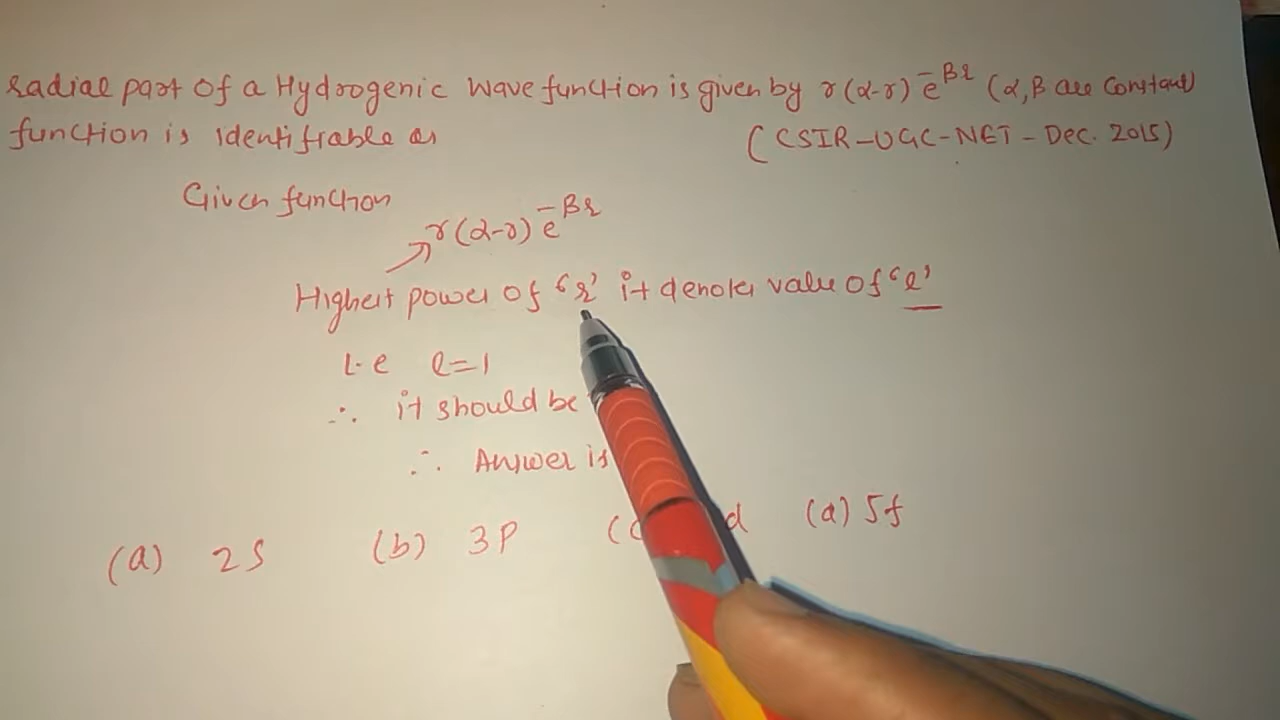 Radial part of a Hydrogenic wave function is given by r(α-r) e^-βr (α, β are constant)
function is identifiable as (CSIR-UGC-NET-Dec. 2015)
Given function
r(α-r) e^-βr
Highest power of 'r' it denotes value of 'l'
i.e l=1
∴ it should be
∴ Answer is
(a) 2s (b) 3p (c d (a) 5f